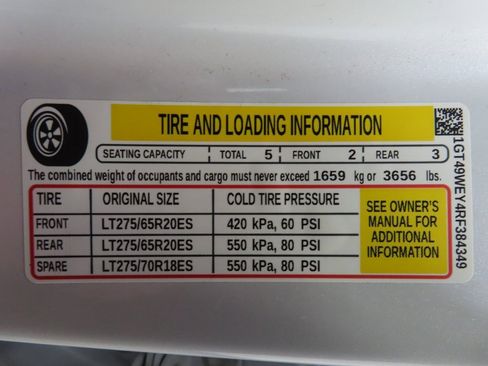 TIRE AND LOADING INFORMATION
SEATING CAPACITY TOTAL 5 FRONT 2 REAR 3
The combined weight of occupants and cargo must never exceed 1659 kg or 3656 lbs.
TIRE ORIGINAL SIZE COLD TIRE PRESSURE
FRONT LT275/65R20ES 420 kPa, 60 PSI
REAR LT275/65R20ES 550 kPa, 80 PSI
SPARE LT275/70R18ES 550 kPa, 80 PSI
SEE OWNER'S
MANUAL FOR
ADDITIONAL
INFORMATION
1GT49WEY4RF384349